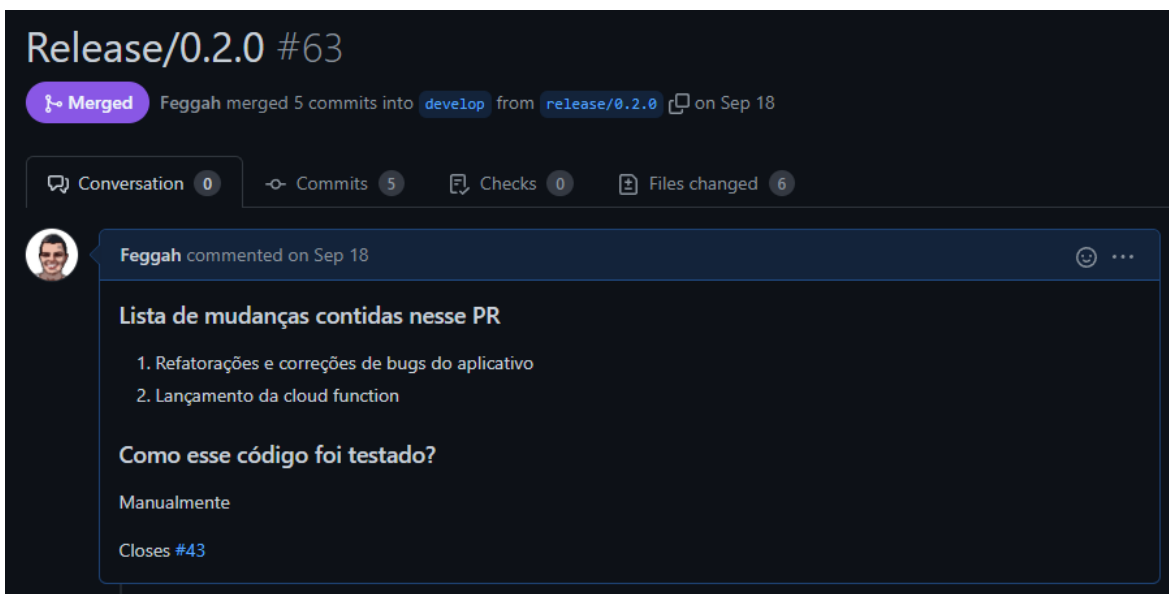 Release/0.2.0 #63
Merged Feggah merged 5 commits into develop from release/0.2.0 on Sep 18
Conversation 0 Commits 5 Checks 0 Files changed 6
Feggah commented on Sep 18
Lista de mudanças contidas nesse PR
1. Refatorações e correções de bugs do aplicativo
2. Lançamento da cloud function
Como esse código foi testado?
Manualmente
Closes #43